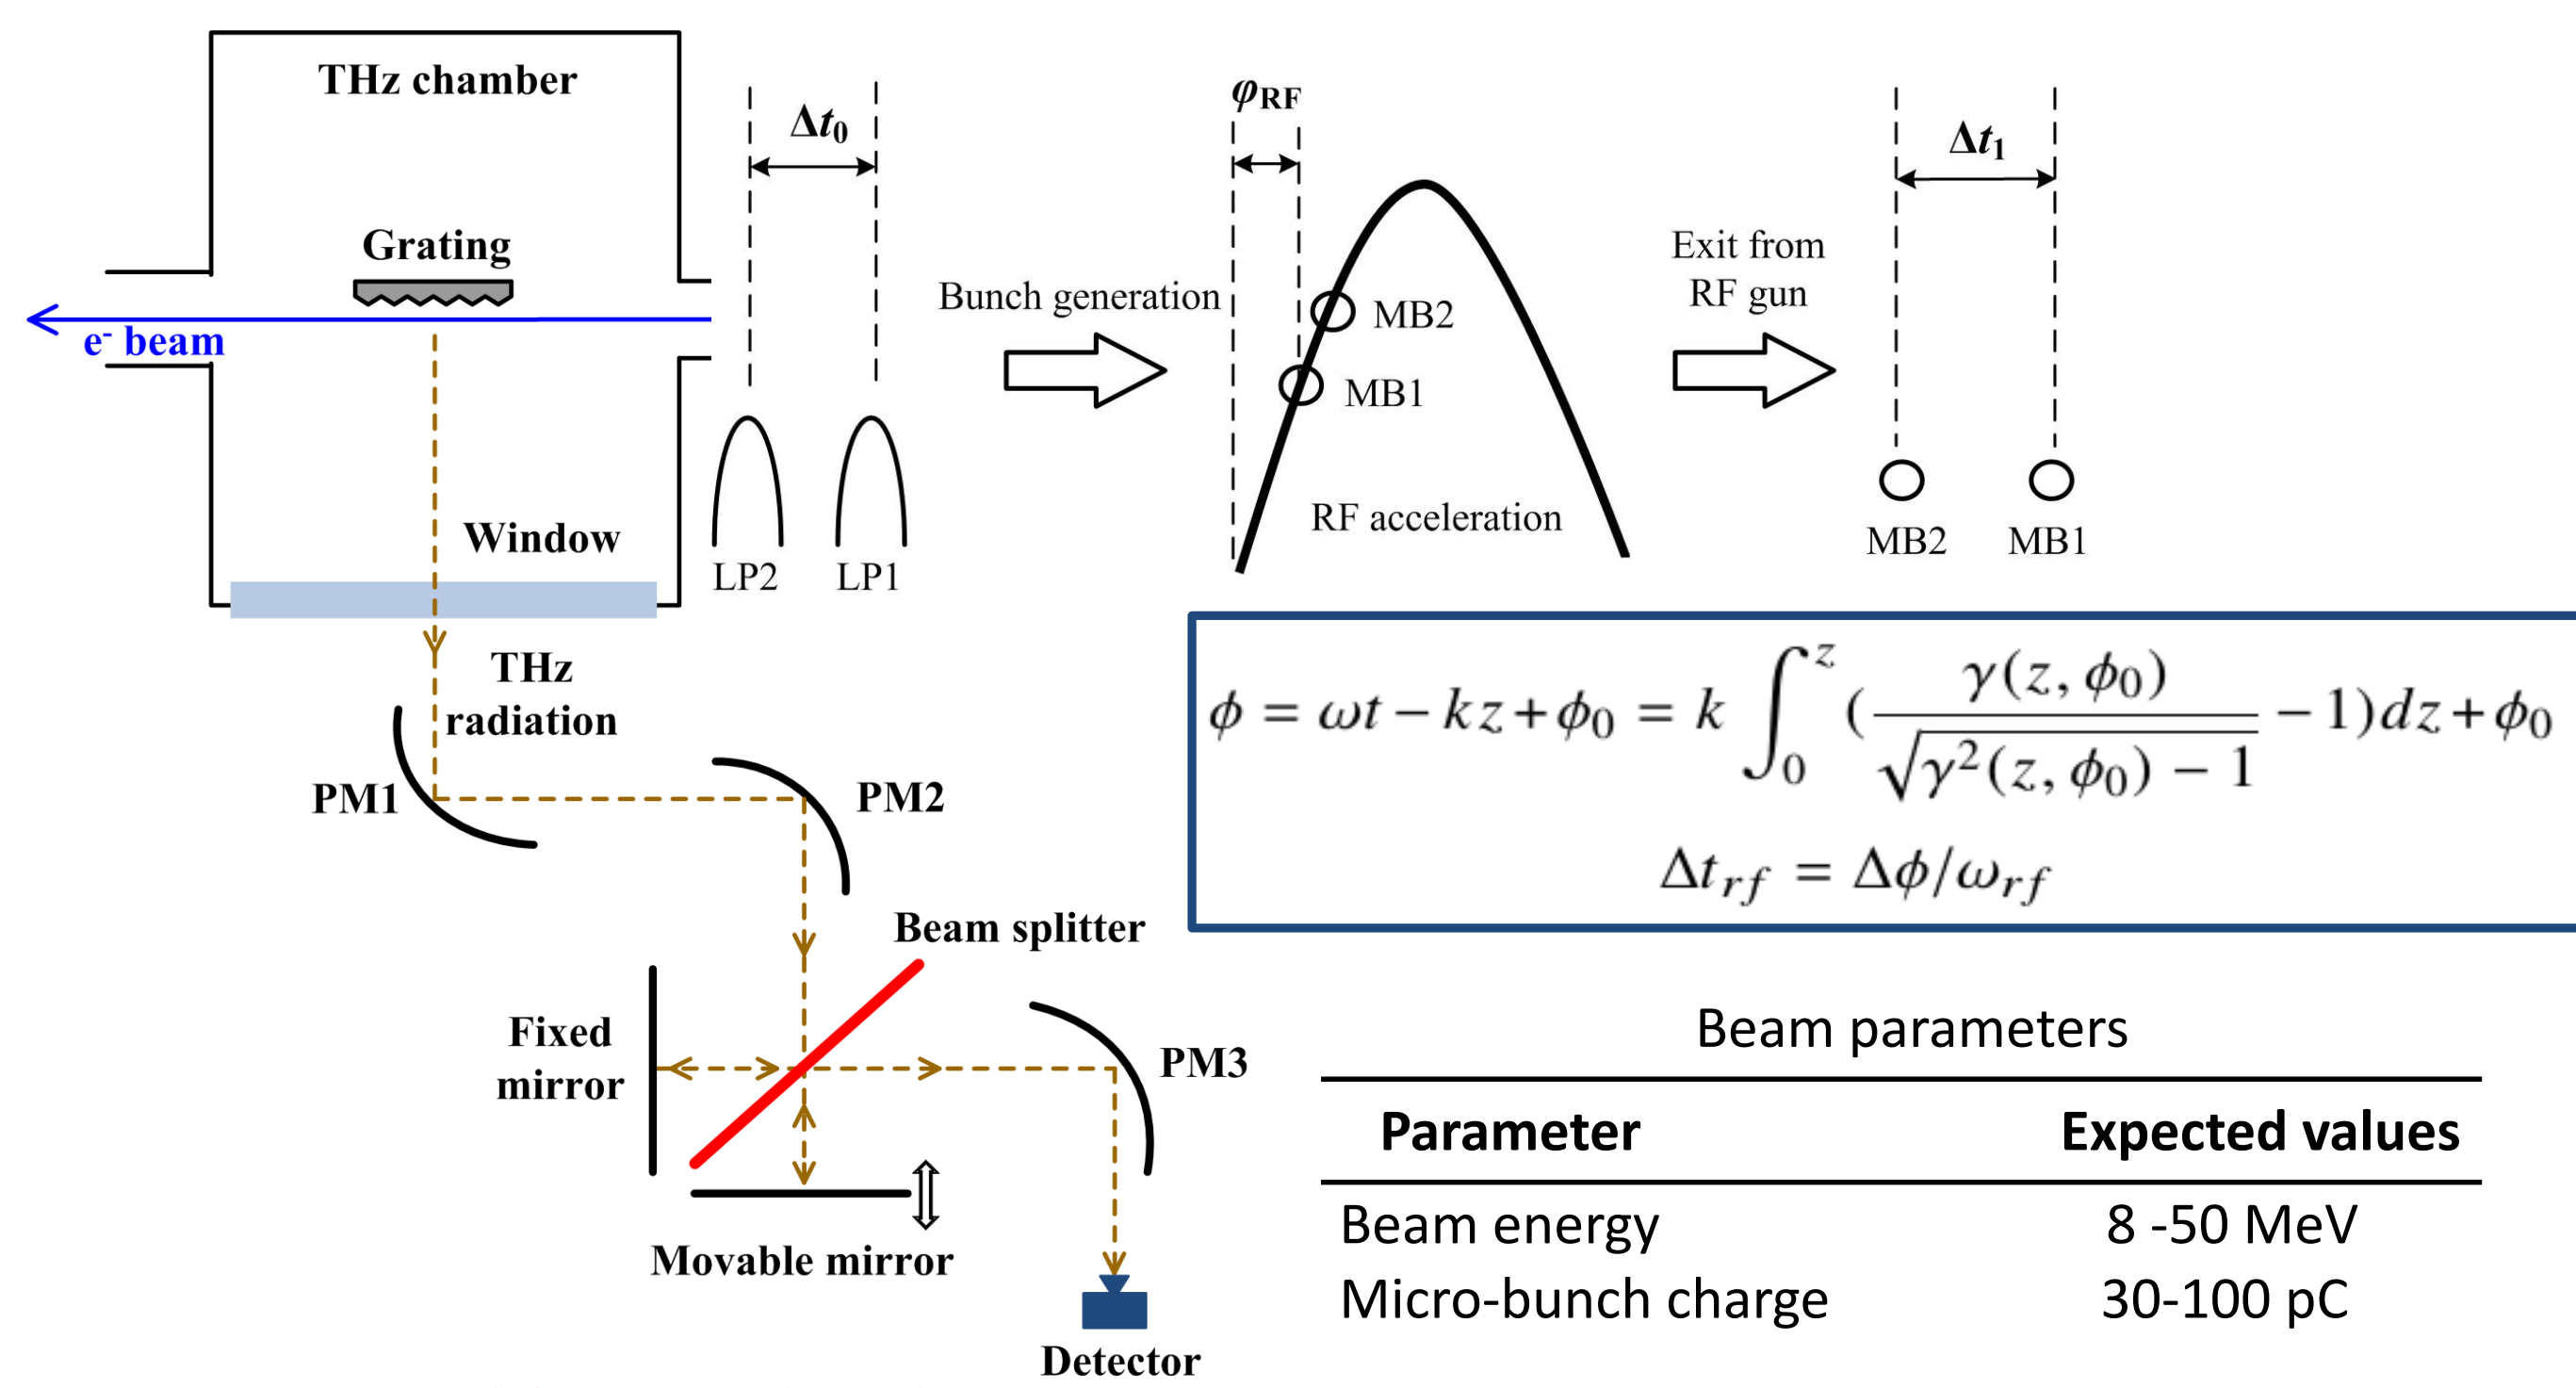 THz chamber
Grating
e⁻ beam
Window
THz
radiation
PM1
PM2
Beam splitter
Fixed
mirror
PM3
Movable mirror
Detector
Δt₀
LP2
LP1
Bunch generation
φRF
MB2
MB1
RF acceleration
Exit from
RF gun
Δt₁
MB2
MB1
ϕ = ωt − kz + ϕ₀ = k ∫₀ᶻ ( γ(z, ϕ₀) / √(γ²(z, ϕ₀) − 1) − 1)dz + ϕ₀
Δt_rf = Δϕ/ω_rf
Beam parameters
Parameter Expected values
Beam energy 8 -50 MeV
Micro-bunch charge 30-100 pC